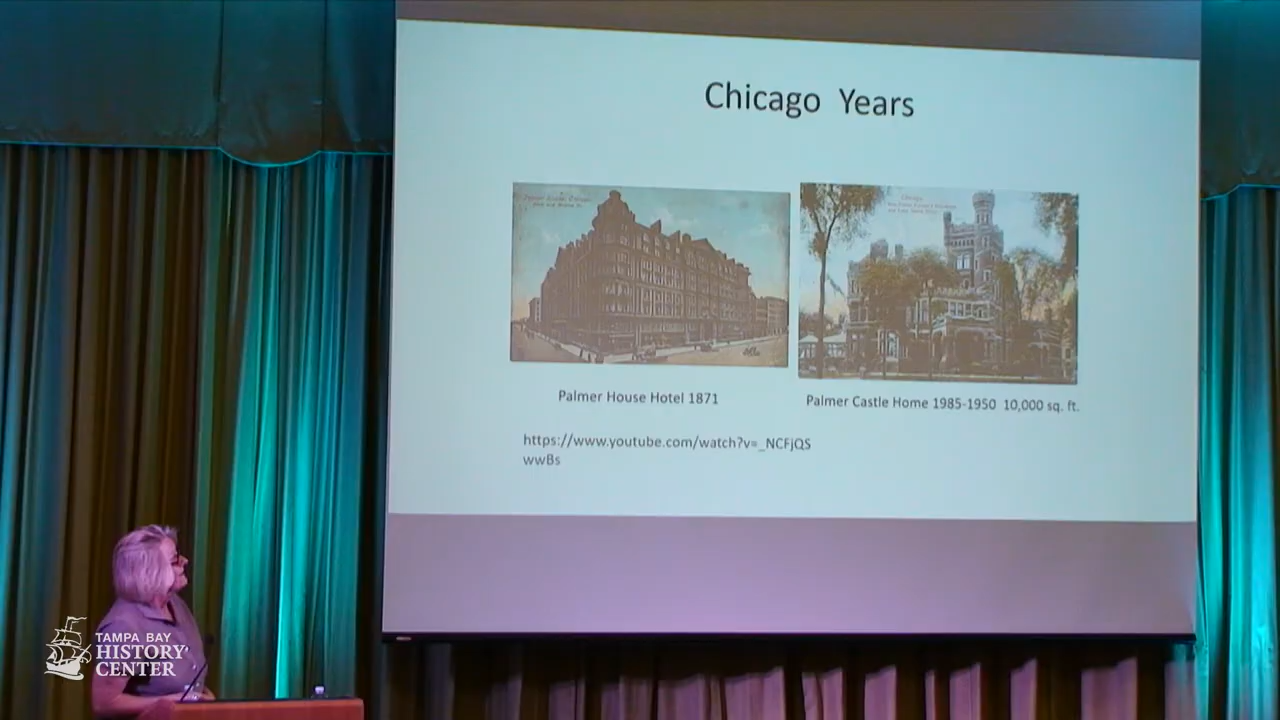 Chicago Years
Palmer House Hotel 1871
Palmer Castle Home 1985-1950 10,000 sq. ft.
https://www.youtube.com/watch?v=_NCFjQS
wwBs
TAMPA BAY
HISTORY
CENTER